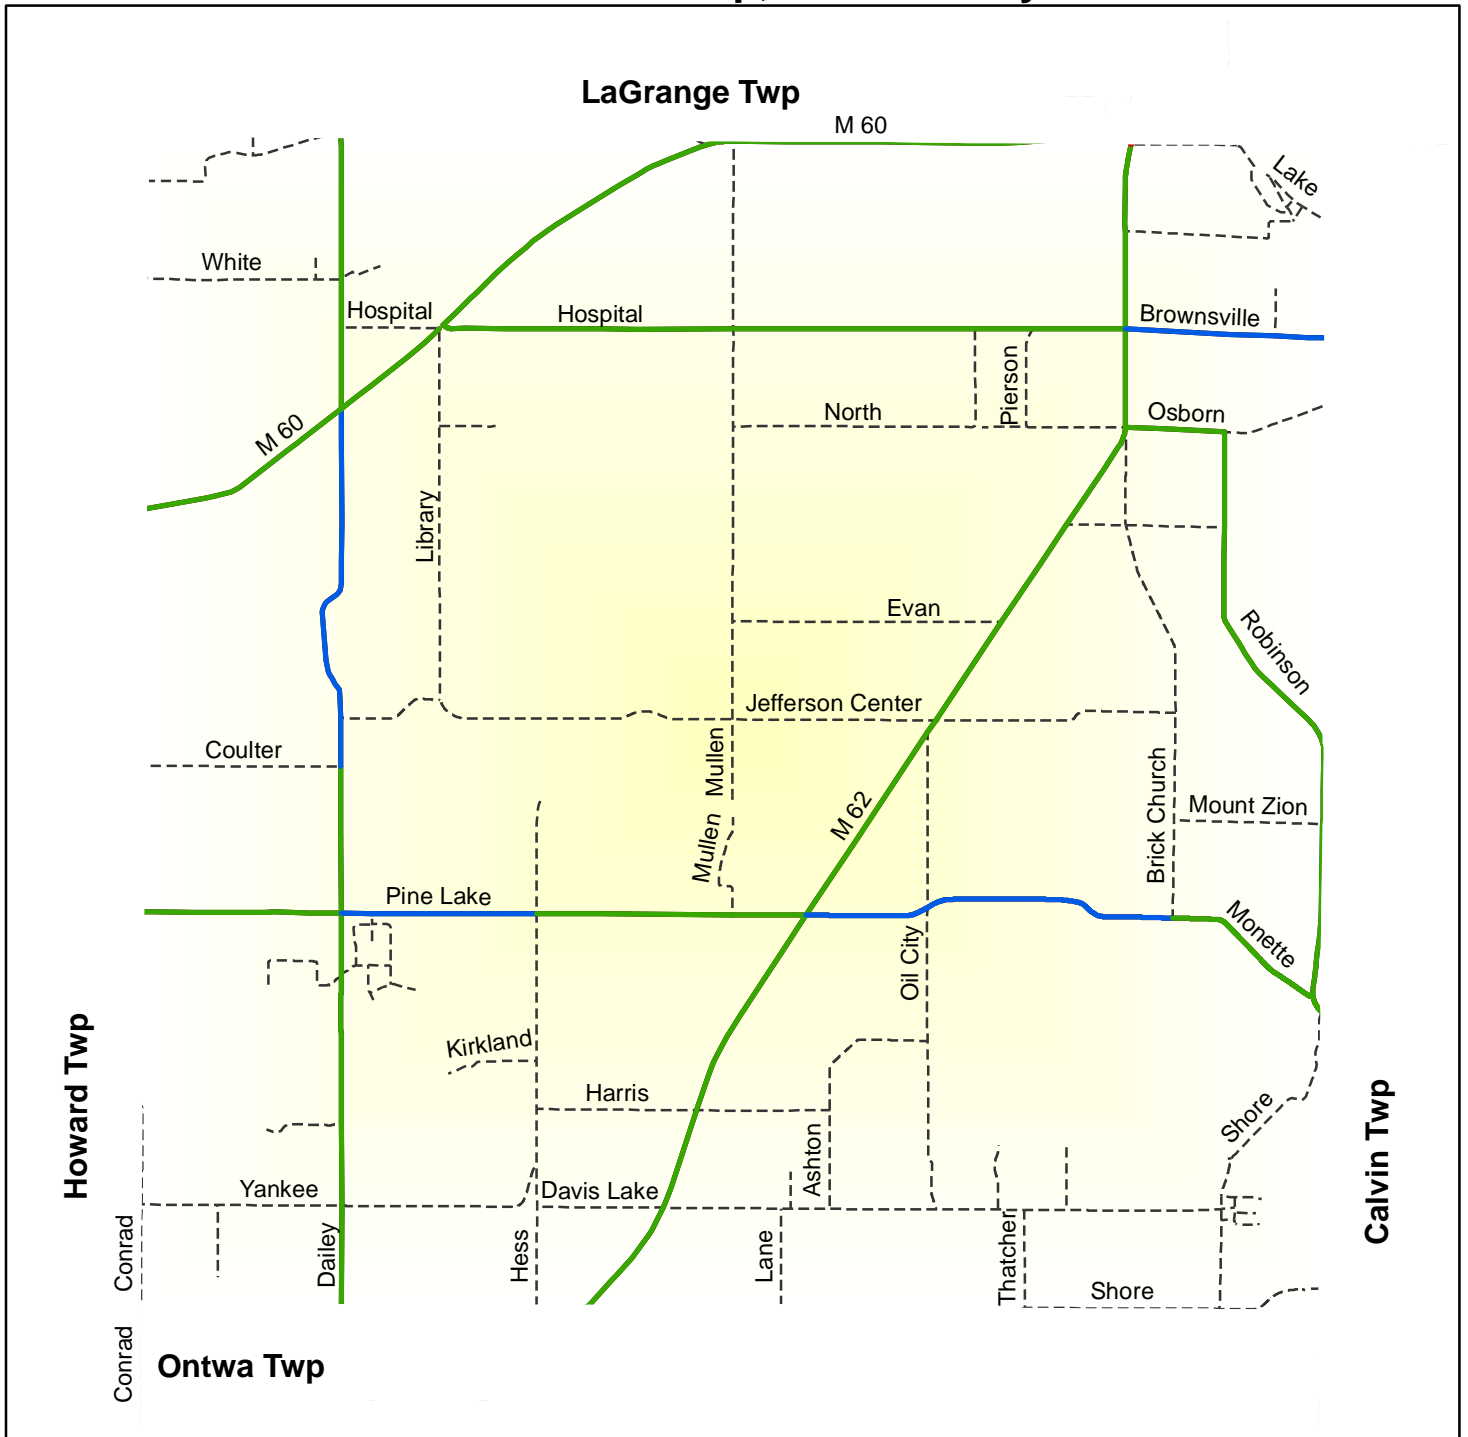 LaGrange Twp
M 60
Lake
White
Hospital
Hospital
Brownsville
Pierson
North
Osborn
M 60
Library
Evan
Robinson
Jefferson Center
Mullen
Coulter
Brick Church
Mount Zion
M 62
Mullen
Pine Lake
Monette
Oil City
Kirkland
Harris
Shore
Howard Twp
Calvin Twp
Ashton
Yankee
Davis Lake
Conrad
Dailey
Hess
Lane
Thatcher
Shore
Conrad
Ontwa Twp